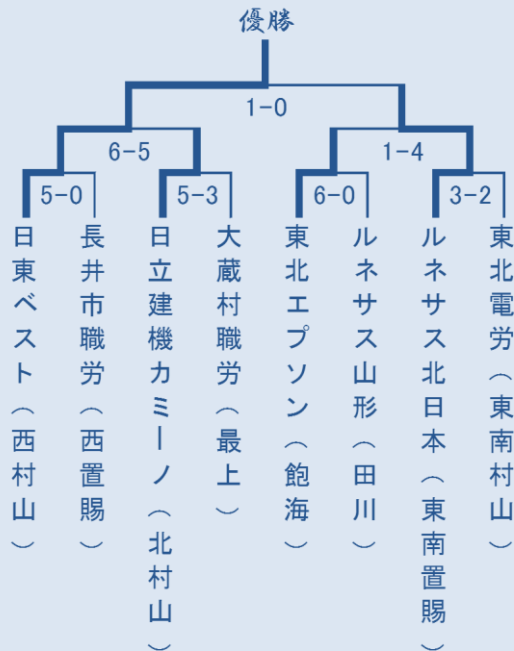 優勝
1-0
6-5
1-4
5-0
5-3
6-0
3-2
日東ベスト（西村山）
長井市職労（西置賜）
日立建機カミーノ（北村山）
大蔵村職労（最上）
東北エプソン（飽海）
ルネサス山形（田川）
ルネサス北日本（東南置賜）
東北電労（東南村山）